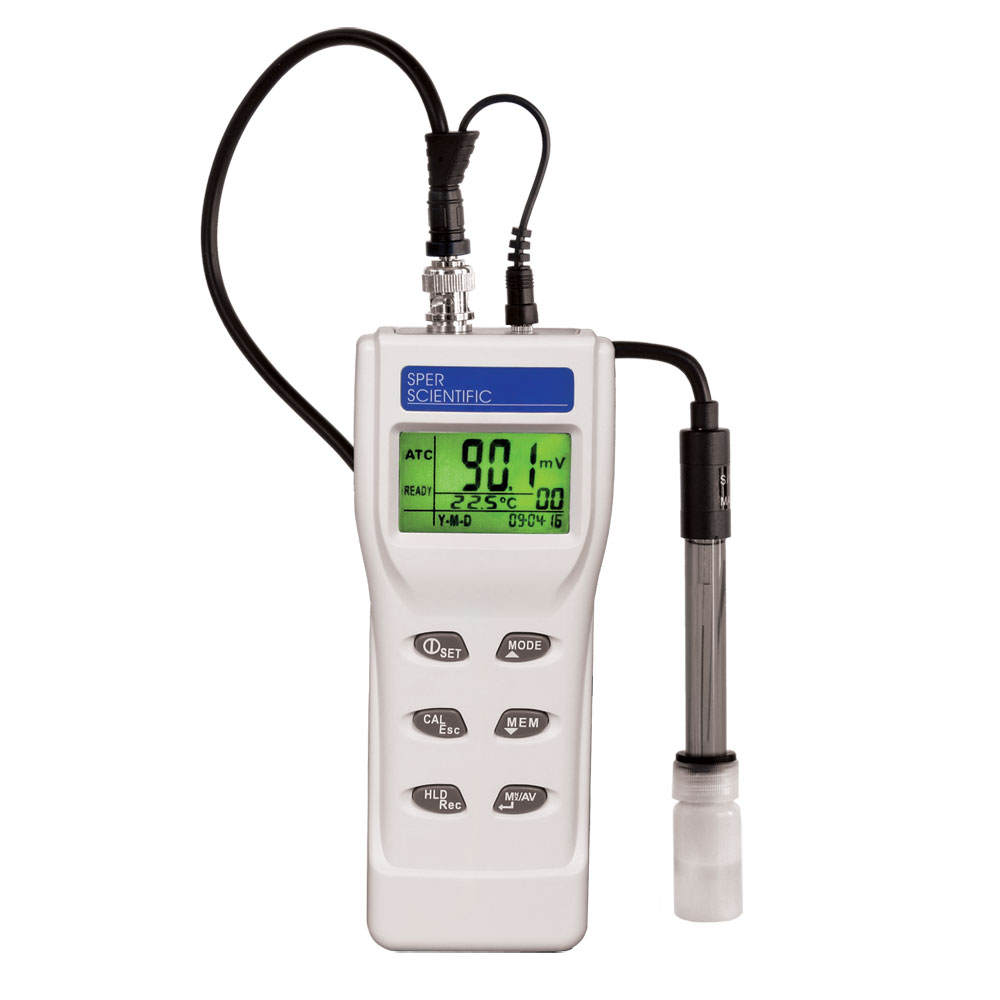 SPER
SCIENTIFIC
ATC
90.1 mV
READY
22.5°C 00
Y-M-D 09-04-16
SET
MODE
CAL
Esc
MEM
HLD
Rec
/AV